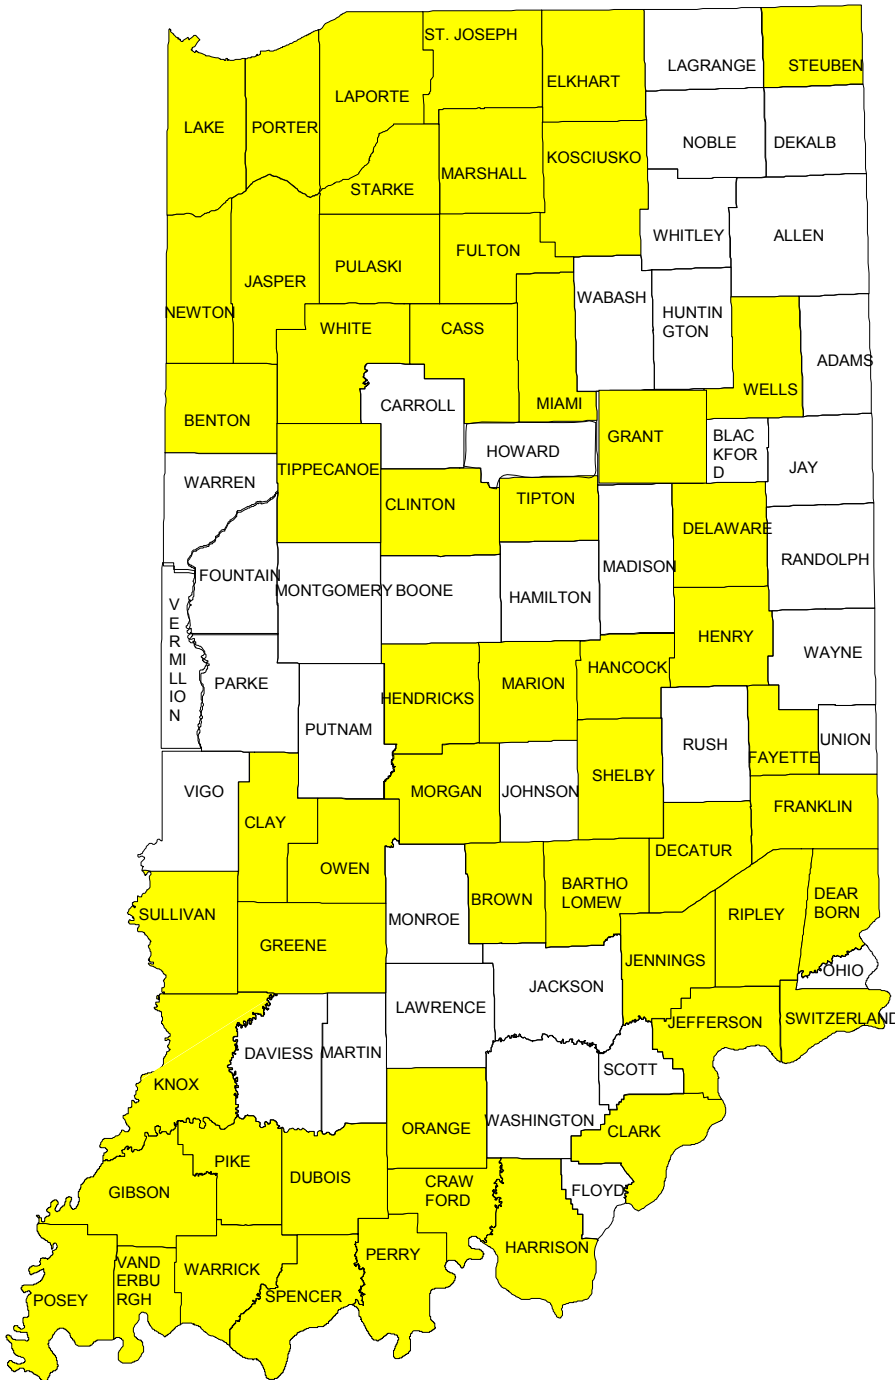 ST. JOSEPH
LAGRANGE
STEUBEN
ELKHART
LAPORTE
LAKE
PORTER
NOBLE
DEKALB
KOSCIUSKO
MARSHALL
STARKE
WHITLEY
ALLEN
FULTON
PULASKI
JASPER
NEWTON
WABASH
HUNTIN
GTON
WHITE
CASS
ADAMS
WELLS
MIAMI
CARROLL
BENTON
GRANT
BLAC
KFOR
D
HOWARD
JAY
TIPPECANOE
WARREN
CLINTON
TIPTON
DELAWARE
RANDOLPH
MADISON
FOUNTAIN
MONTGOMERY
BOONE
HAMILTON
V
E
R
MI
LL
IO
N
HENRY
WAYNE
PARKE
HENDRICKS
MARION
HANCOCK
PUTNAM
RUSH
UNION
FAYETTE
VIGO
MORGAN
JOHNSON
SHELBY
FRANKLIN
CLAY
OWEN
DECATUR
BROWN
BARTHO
LOMEW
DEAR
BORN
SULLIVAN
MONROE
RIPLEY
GREENE
JENNINGS
OHIO
JACKSON
LAWRENCE
JEFFERSON
SWITZERLAND
DAVIESS
MARTIN
SCOTT
KNOX
WASHINGTON
ORANGE
CLARK
PIKE
DUBOIS
CRAW
FORD
GIBSON
FLOYD
HARRISON
PERRY
VAND
ERBU
RGH
WARRICK
SPENCER
POSEY